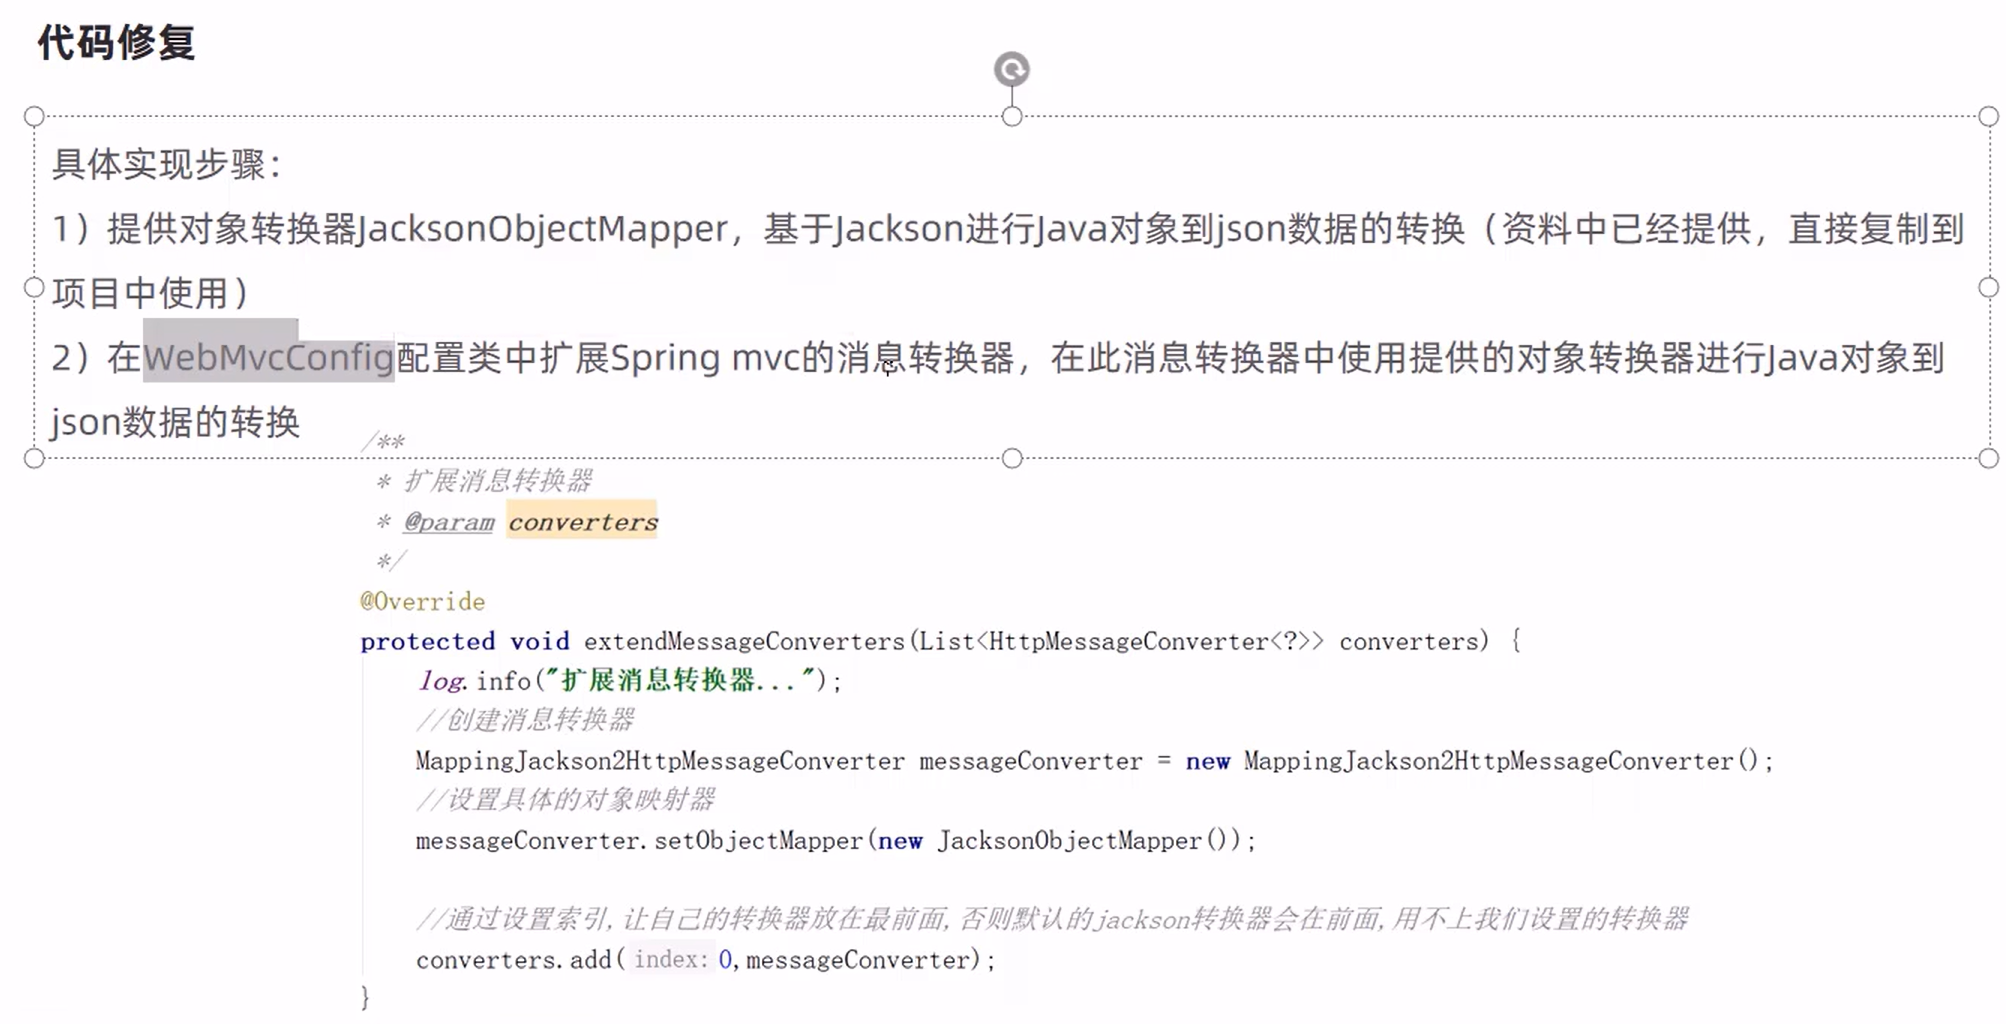 代码修复
具体实现步骤：
1）提供对象转换器JacksonObjectMapper，基于Jackson进行Java对象到json数据的转换（资料中已经提供，直接复制到
项目中使用）
2）在WebMvcConfig配置类中扩展Spring mvc的消息转换器，在此消息转换器中使用提供的对象转换器进行Java对象到
json数据的转换
/**
 * 扩展消息转换器
 * @param converters
 */
@Override
protected void extendMessageConverters(List<HttpMessageConverter<?>> converters) {
    log.info("扩展消息转换器...");
    //创建消息转换器
    MappingJackson2HttpMessageConverter messageConverter = new MappingJackson2HttpMessageConverter();
    //设置具体的对象映射器
    messageConverter.setObjectMapper(new JacksonObjectMapper());
    //通过设置索引,让自己的转换器放在最前面,否则默认的jackson转换器会在前面,用不上我们设置的转换器
    converters.add( index: 0,messageConverter);
}